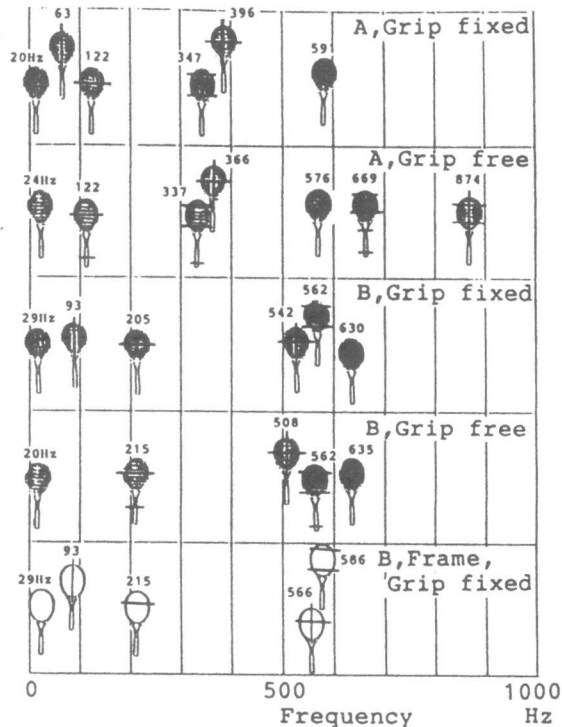 396
63
A, Grip fixed
20Hz
122
347
591
366
A, Grip free
24Hz
122
337
576
669
874
B, Grip fixed
562
29Hz
93
205
542
630
508
B, Grip free
20Hz
215
562
635
93
586
B, Frame,
Grip fixed
29Hz
215
566
0
500
1000
Frequency
Hz